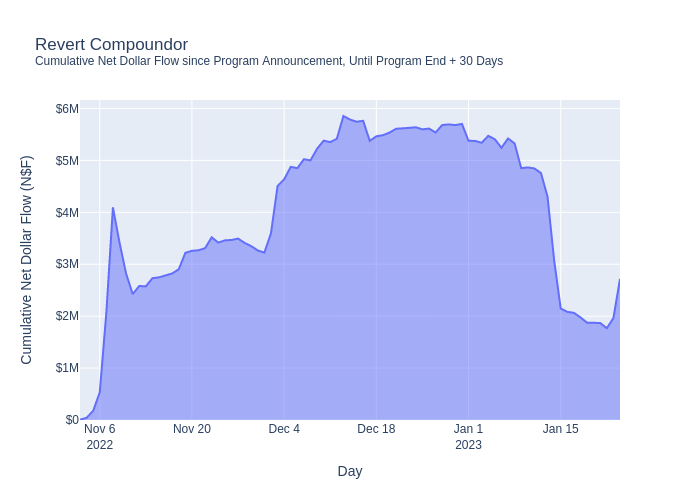 Revert Compoundor
Cumulative Net Dollar Flow since Program Announcement, Until Program End + 30 Days
Cumulative Net Dollar Flow (N$F)
$6M
$5M
$4M
$3M
$2M
$1M
$0
Nov 6
2022
Nov 20
Dec 4
Dec 18
Jan 1
2023
Jan 15
Day